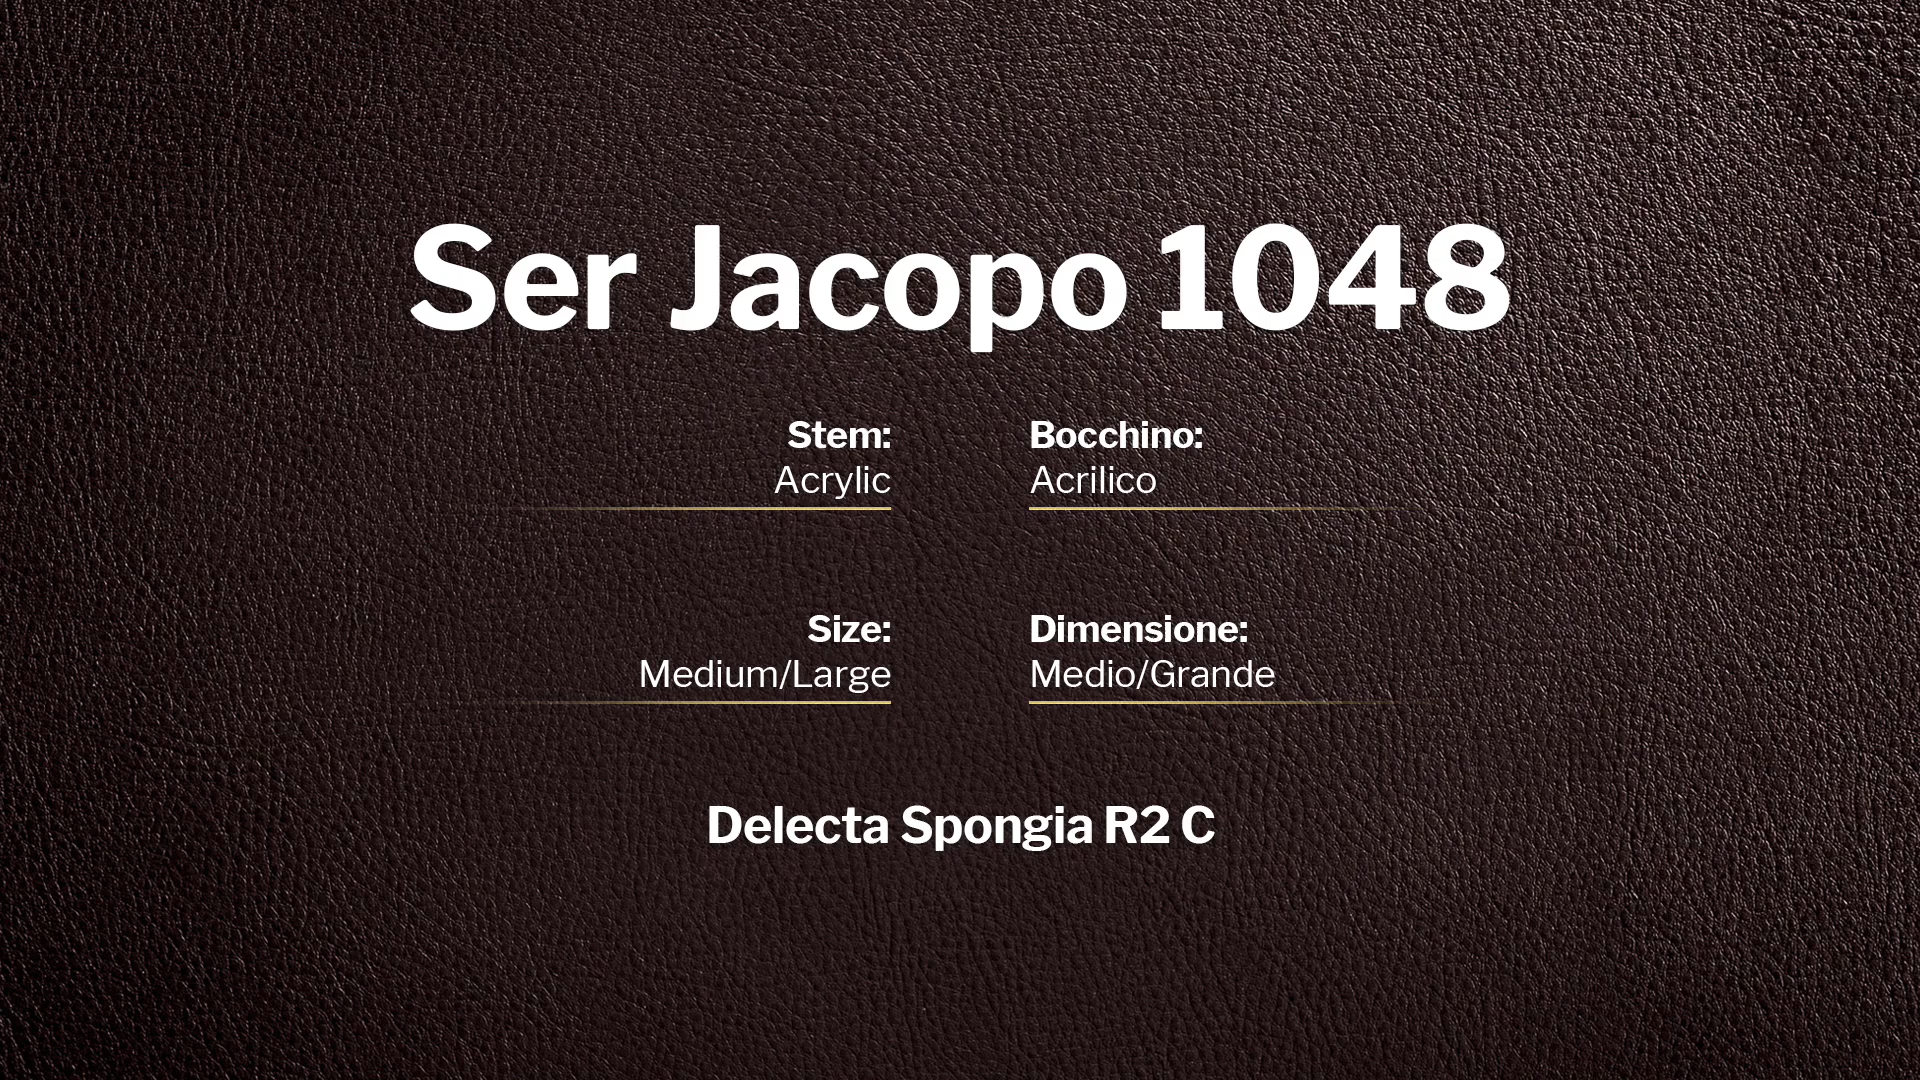 Ser Jacopo 1048
Stem:
Acrylic
Bocchino:
Acrilico
Size:
Medium/Large
Dimensione:
Medio/Grande
Delecta Spongia R2 C